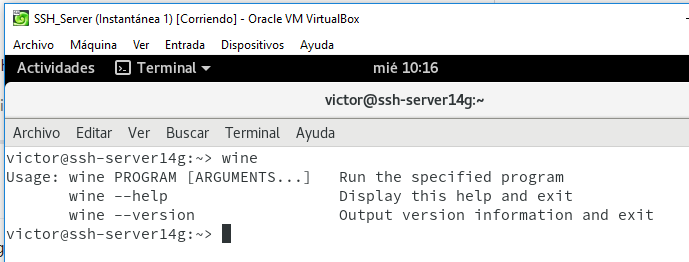 SSH_Server (Instantánea 1) [Corriendo] - Oracle VM VirtualBox
Archivo Máquina Ver Entrada Dispositivos Ayuda
Actividades Terminal mié 10:16
victor@ssh-server14g:~
Archivo Editar Ver Buscar Terminal Ayuda
victor@ssh-server14g:~> wine
Usage: wine PROGRAM [ARGUMENTS...] Run the specified program
wine --help Display this help and exit
wine --version Output version information and exit
victor@ssh-server14g:~>